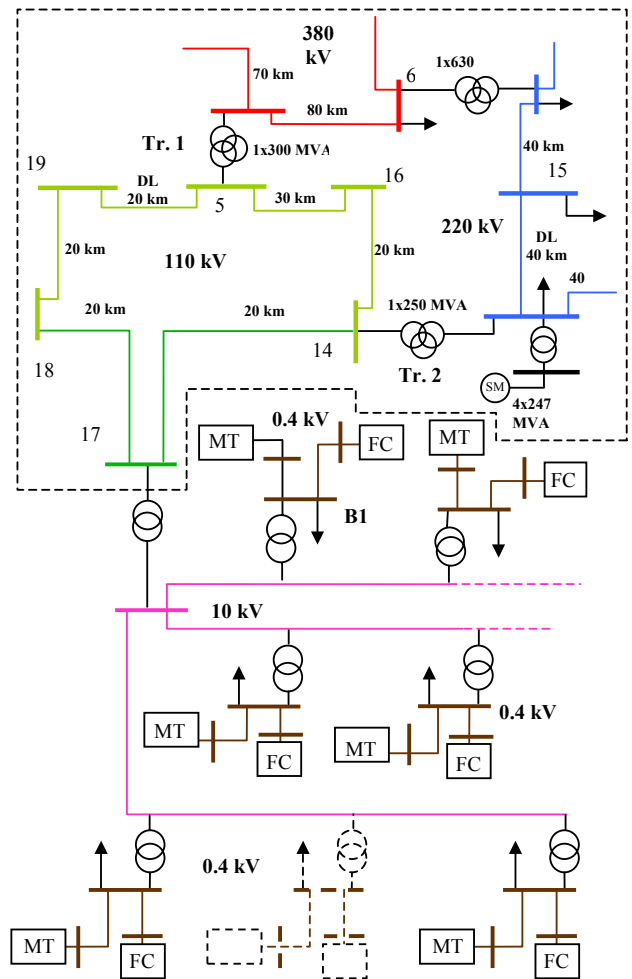 380
kV
6
1x630
70 km
80 km
Tr. 1
1x300 MVA
40 km
15
19
DL
20 km
5
30 km
16
220 kV
DL
40 km
20 km
110 kV
20 km
40
20 km
20 km
1x250 MVA
18
14
Tr. 2
SM
4x247
MVA
17
0.4 kV
MT
FC
MT
FC
B1
10 kV
MT
FC
MT
FC
0.4 kV
0.4 kV
MT
FC
MT
FC